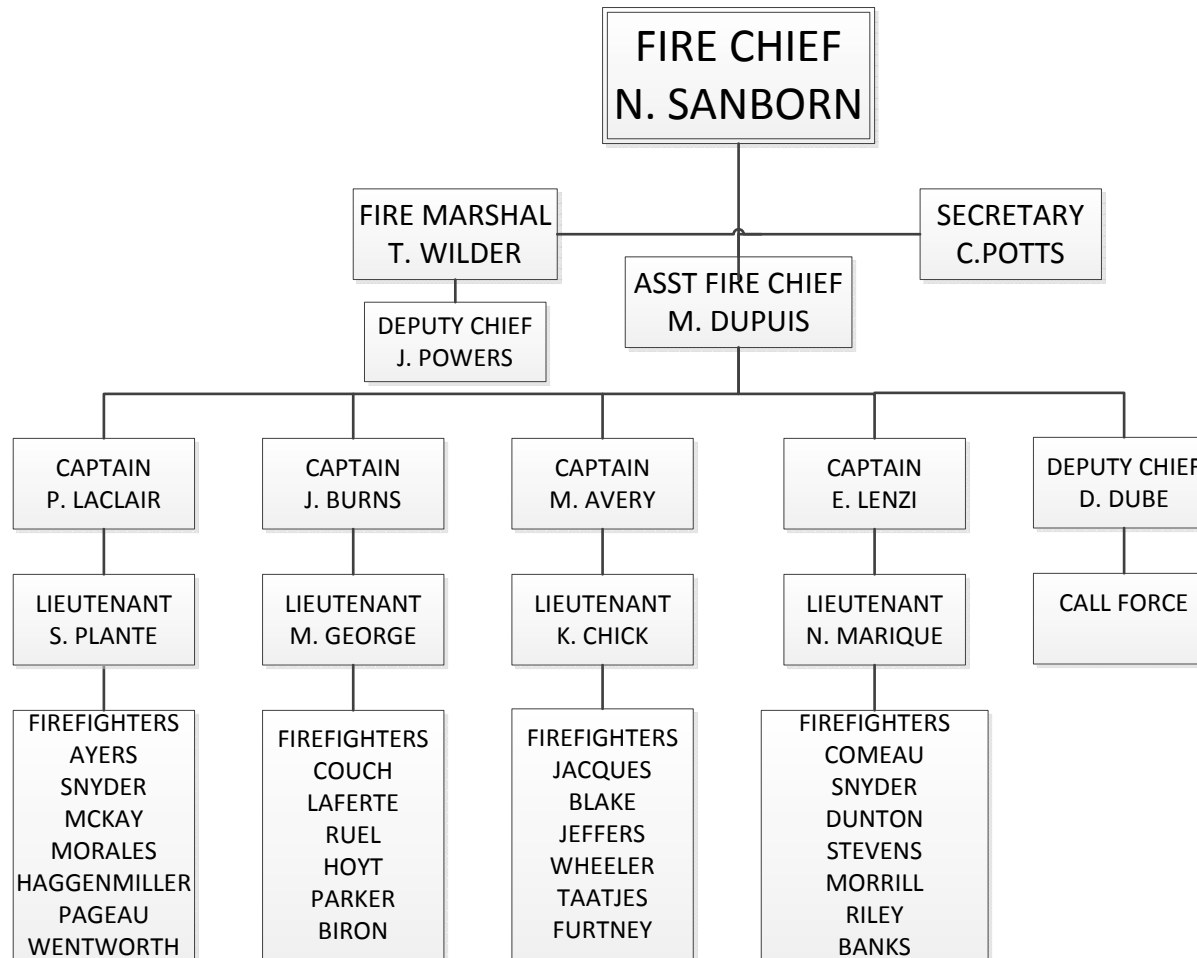 FIRE CHIEF
N. SANBORN
FIRE MARSHAL
T. WILDER
SECRETARY
C.POTTS
ASST FIRE CHIEF
M. DUPUIS
DEPUTY CHIEF
J. POWERS
CAPTAIN
P. LACLAIR
CAPTAIN
J. BURNS
CAPTAIN
M. AVERY
CAPTAIN
E. LENZI
DEPUTY CHIEF
D. DUBE
LIEUTENANT
S. PLANTE
LIEUTENANT
M. GEORGE
LIEUTENANT
K. CHICK
LIEUTENANT
N. MARIQUE
CALL FORCE
FIREFIGHTERS
AYERS
SNYDER
MCKAY
MORALES
HAGGENMILLER
PAGEAU
WENTWORTH
FIREFIGHTERS
COUCH
LAFERTE
RUEL
HOYT
PARKER
BIRON
FIREFIGHTERS
JACQUES
BLAKE
JEFFERS
WHEELER
TAATJES
FURTNEY
FIREFIGHTERS
COMEAU
SNYDER
DUNTON
STEVENS
MORRILL
RILEY
BANKS